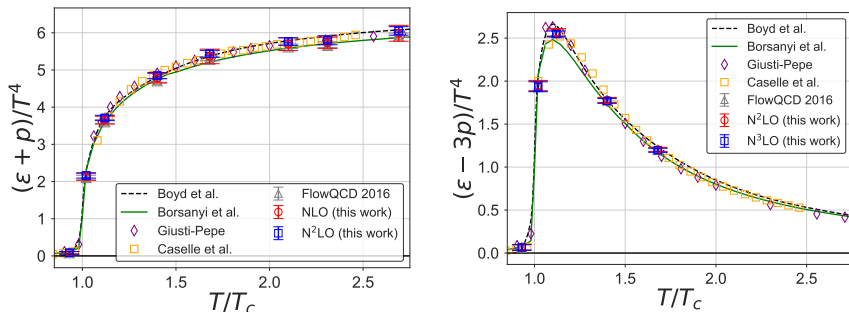 (ε + p)/T⁴
6
5
4
3
2
1
0
1.0 1.5 2.0 2.5
T/T_c
Boyd et al.
Borsanyi et al.
Giusti-Pepe
Caselle et al.
FlowQCD 2016
NLO (this work)
N²LO (this work)
(ε − 3p)/T⁴
2.5
2.0
1.5
1.0
0.5
0.0
1.0 1.5 2.0 2.5
T/T_c
Boyd et al.
Borsanyi et al.
Giusti-Pepe
Caselle et al.
FlowQCD 2016
N²LO (this work)
N³LO (this work)